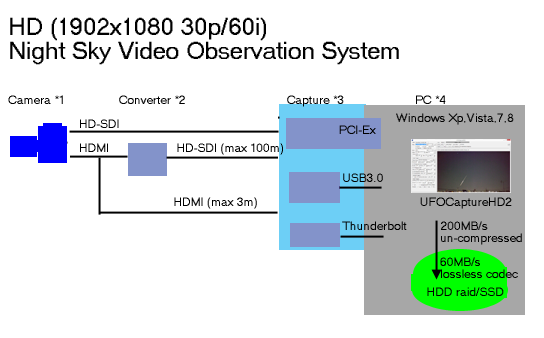 HD (1902x1080 30p/60i)
Night Sky Video Observation System
Camera *1
Converter *2
Capture *3
PC *4
HD-SDI
PCI-Ex
Windows Xp,Vista,7,8
HDMI
HD-SDI (max 100m)
USB3.0
UFOCaptureHD2
HDMI (max 3m)
Thunderbolt
200MB/s
un-compressed
60MB/s
lossless codec
HDD raid/SSD